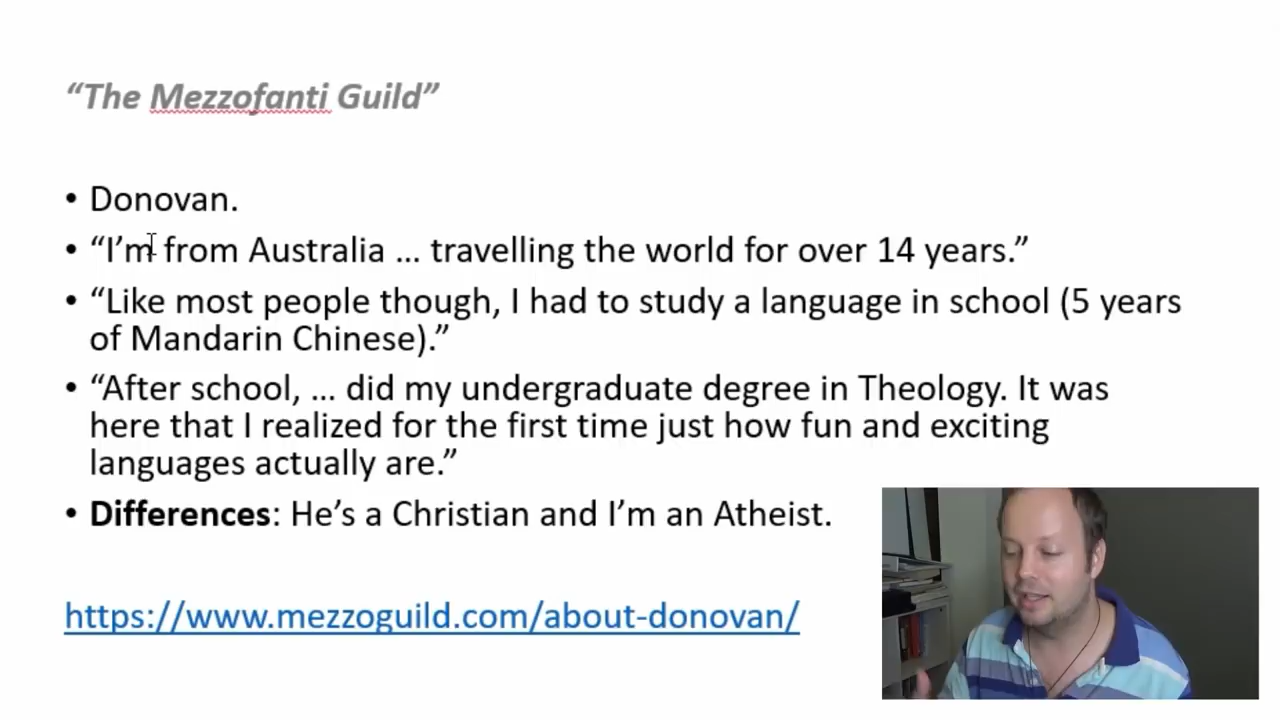 “The Mezzofanti Guild”
• Donovan.
• “I’m from Australia … travelling the world for over 14 years.”
• “Like most people though, I had to study a language in school (5 years
of Mandarin Chinese).”
• “After school, … did my undergraduate degree in Theology. It was
here that I realized for the first time just how fun and exciting
languages actually are.”
• Differences: He’s a Christian and I’m an Atheist.
https://www.mezzoguild.com/about-donovan/